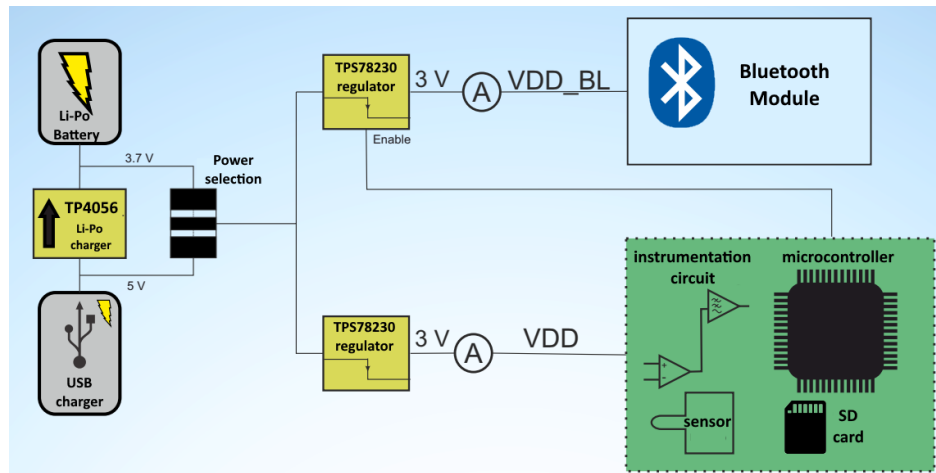 Li-Po
Battery
3.7 V
Power
selection
TP4056
Li-Po
charger
5 V
USB
charger
TPS78230
regulator
3 V
A
VDD_BL
Enable
Bluetooth
Module
TPS78230
regulator
3 V
A
VDD
instrumentation
circuit
microcontroller
+
-
sensor
SD
card